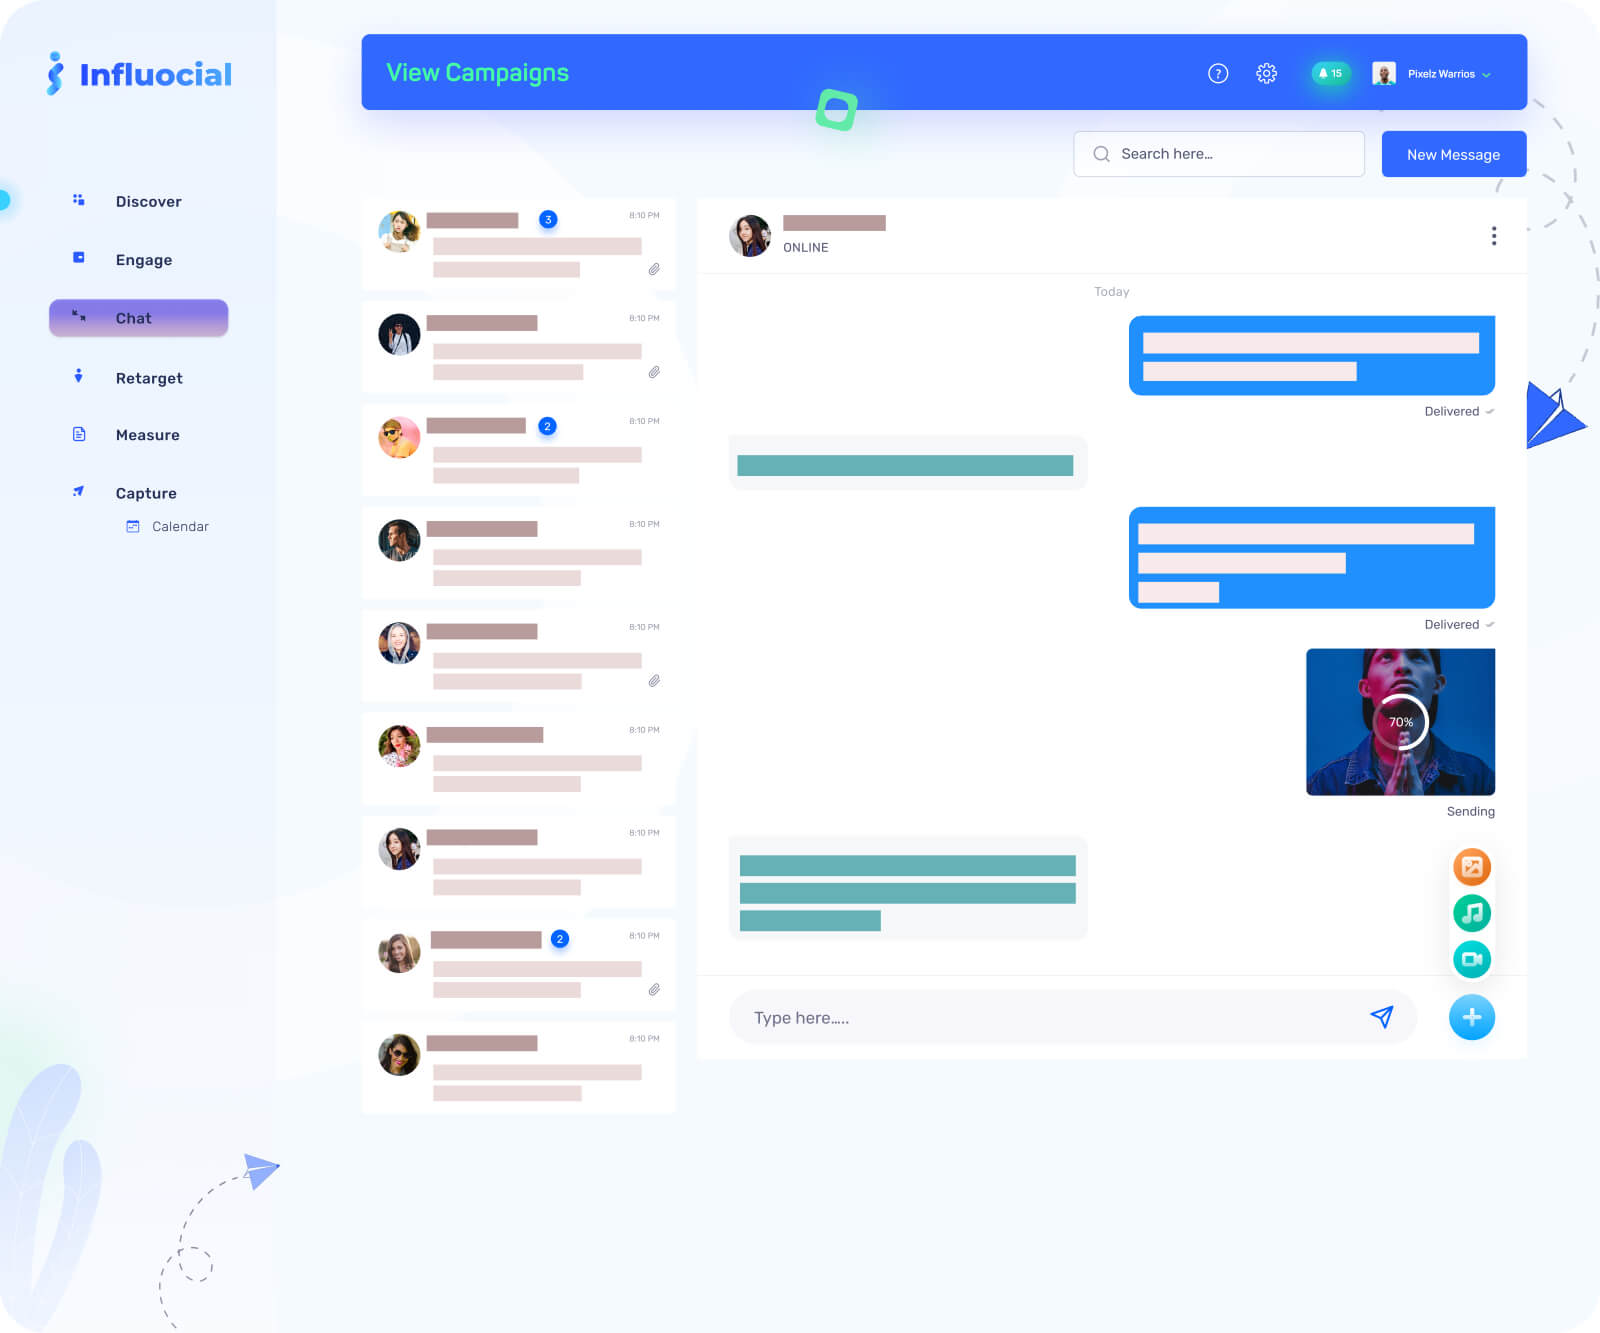 Influocial
View Campaigns
?
15
Pixelz Warrios
Search here...
New Message
Discover
Engage
Chat
Retarget
Measure
Capture
Calendar
3
8:10 PM
8:10 PM
2
8:10 PM
8:10 PM
8:10 PM
8:10 PM
8:10 PM
2
8:10 PM
8:10 PM
ONLINE
Today
Delivered
Delivered
70%
Sending
Type here.....